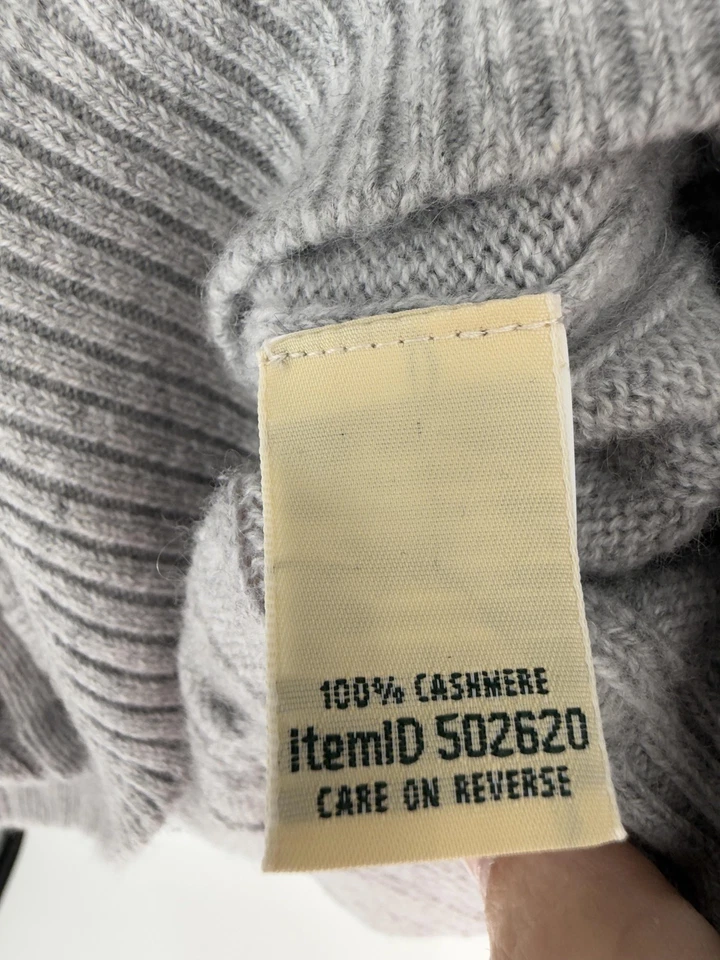 100% CASHMERE
itemID 502620
CARE ON REVERSE